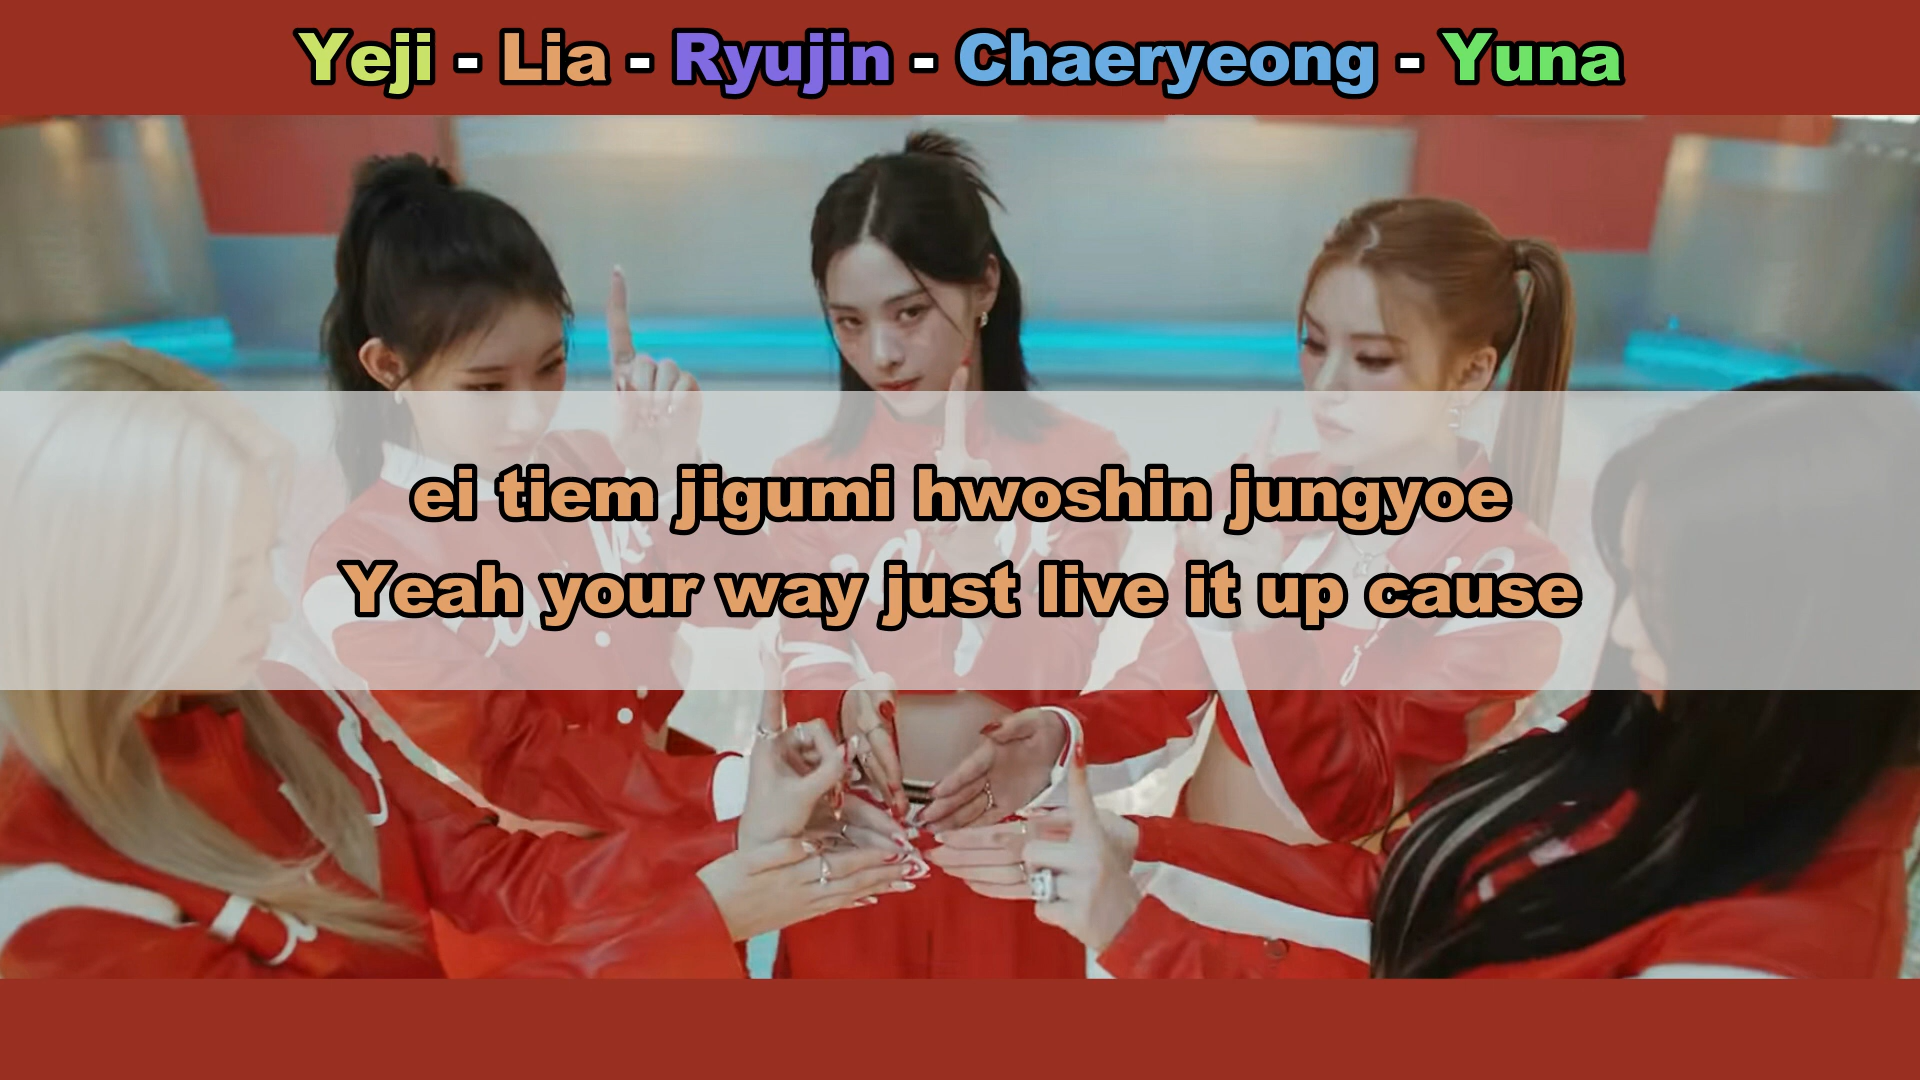 Yeji - Lia - Ryujin - Chaeryeong - Yuna
ei tiem jigumi hwoshin jungyoe
Yeah your way just live it up cause